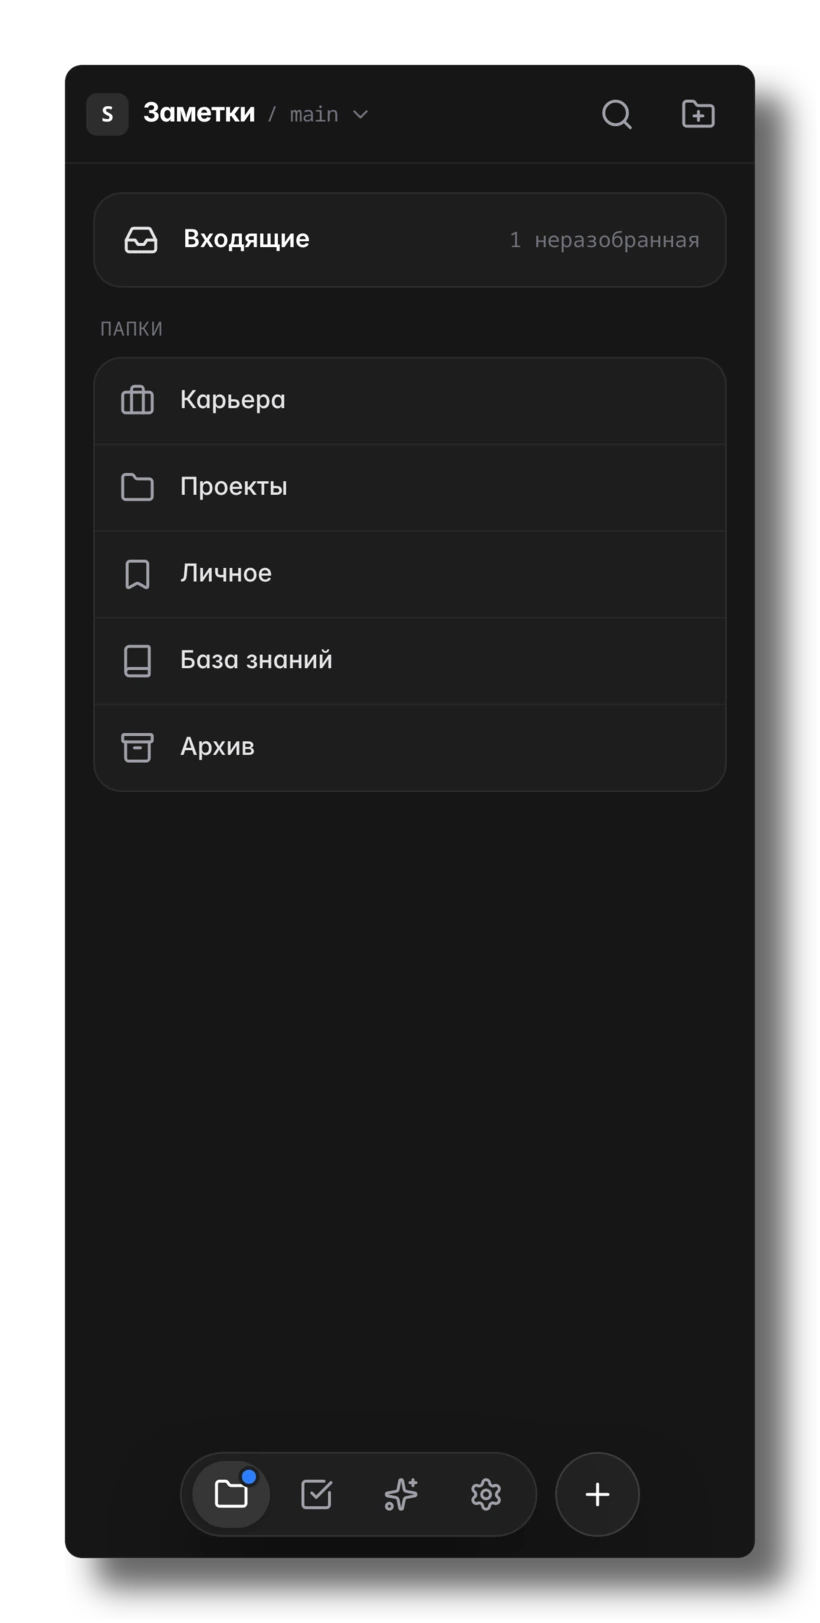 S Заметки / main
Входящие 1 неразобранная
ПАПКИ
Карьера
Проекты
Личное
База знаний
Архив